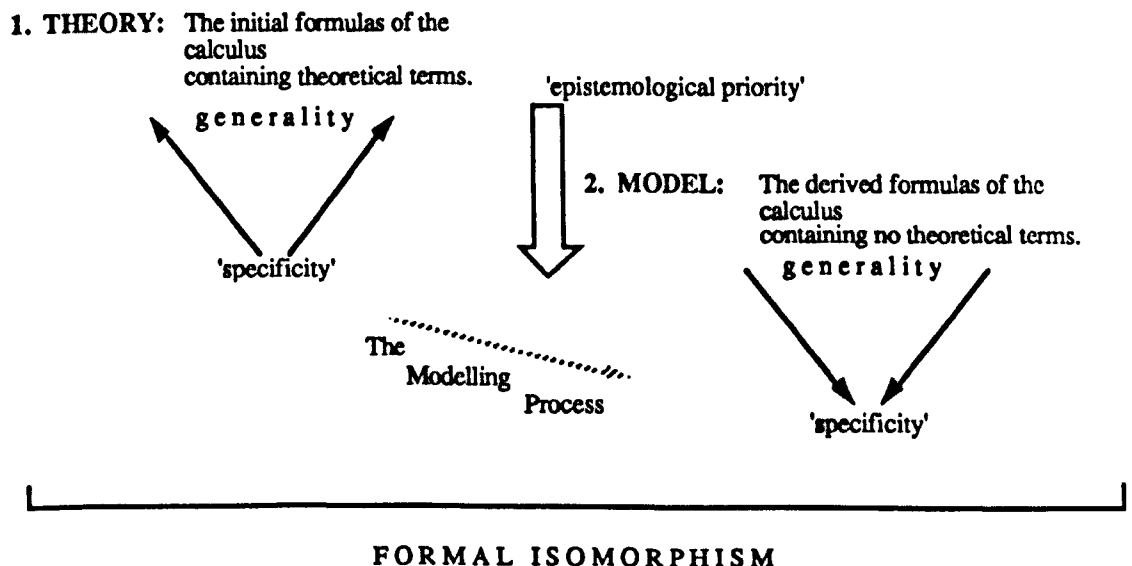 1. THEORY: The initial formulas of the
calculus
containing theoretical terms.
generality
'specificity'
'epistemological priority'
2. MODEL: The derived formulas of the
calculus
containing no theoretical terms.
generality
'specificity'
The
Modelling
Process
FORMAL ISOMORPHISM